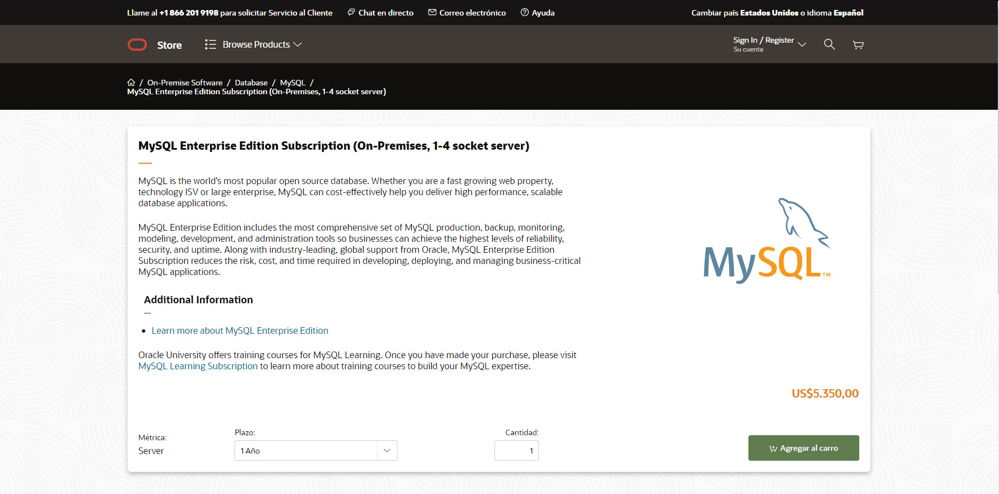 Llame al +1 866 201 9198 para solicitar Servicio al Cliente Chat en directo Correo electrónico Ayuda Cambiar país Estados Unidos o idioma Español
Store Browse Products Sign In / Register
Su cuenta
/ On-Premise Software / Database / MySQL /
MySQL Enterprise Edition Subscription (On-Premises, 1-4 socket server)
MySQL Enterprise Edition Subscription (On-Premises, 1-4 socket server)
MySQL is the world's most popular open source database. Whether you are a fast growing web property,
technology ISV or large enterprise, MySQL can cost-effectively help you deliver high performance, scalable
database applications.
MySQL Enterprise Edition includes the most comprehensive set of MySQL production, backup, monitoring,
modeling, development, and administration tools so businesses can achieve the highest levels of reliability,
security, and uptime. Along with industry-leading, global support from Oracle, MySQL Enterprise Edition
Subscription reduces the risk, cost, and time required in developing, deploying, and managing business-critical
MySQL applications.
MySQL™
Additional Information
• Learn more about MySQL Enterprise Edition
Oracle University offers training courses for MySQL Learning. Once you have made your purchase, please visit
MySQL Learning Subscription to learn more about training courses to build your MySQL expertise.
US$5.350,00
Métrica:
Server
Plazo:
1 Año
Cantidad:
1
Agregar al carro